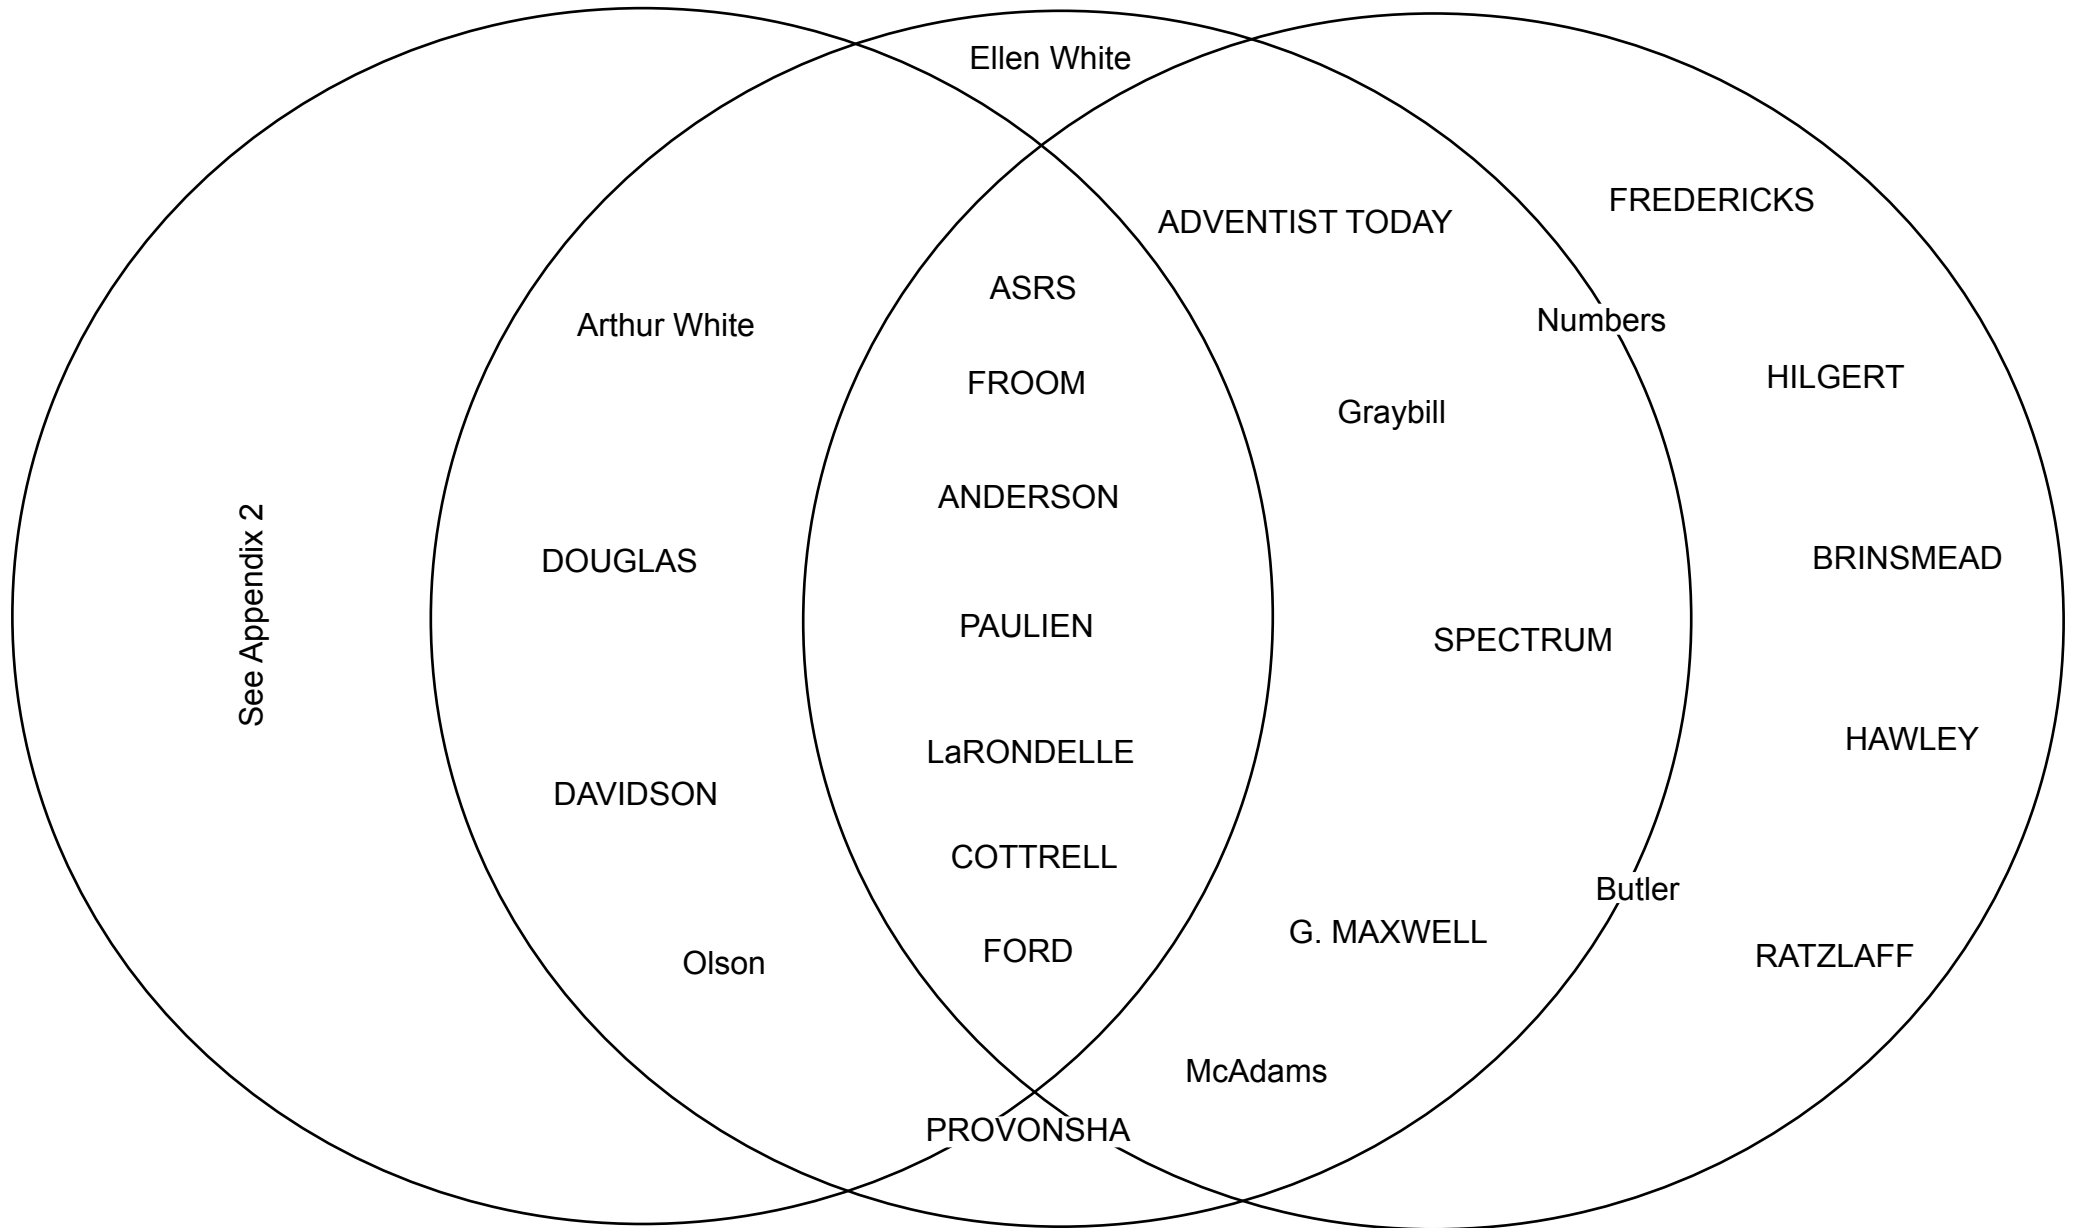 Ellen White
ADVENTIST TODAY
FREDERICKS
ASRS
Arthur White
Numbers
FROOM
HILGERT
Graybill
ANDERSON
See Appendix 2
DOUGLAS
BRINSMEAD
PAULIEN
SPECTRUM
LaRONDELLE
HAWLEY
DAVIDSON
COTTRELL
Butler
G. MAXWELL
FORD
RATZLAFF
Olson
McAdams
PROVONSHA